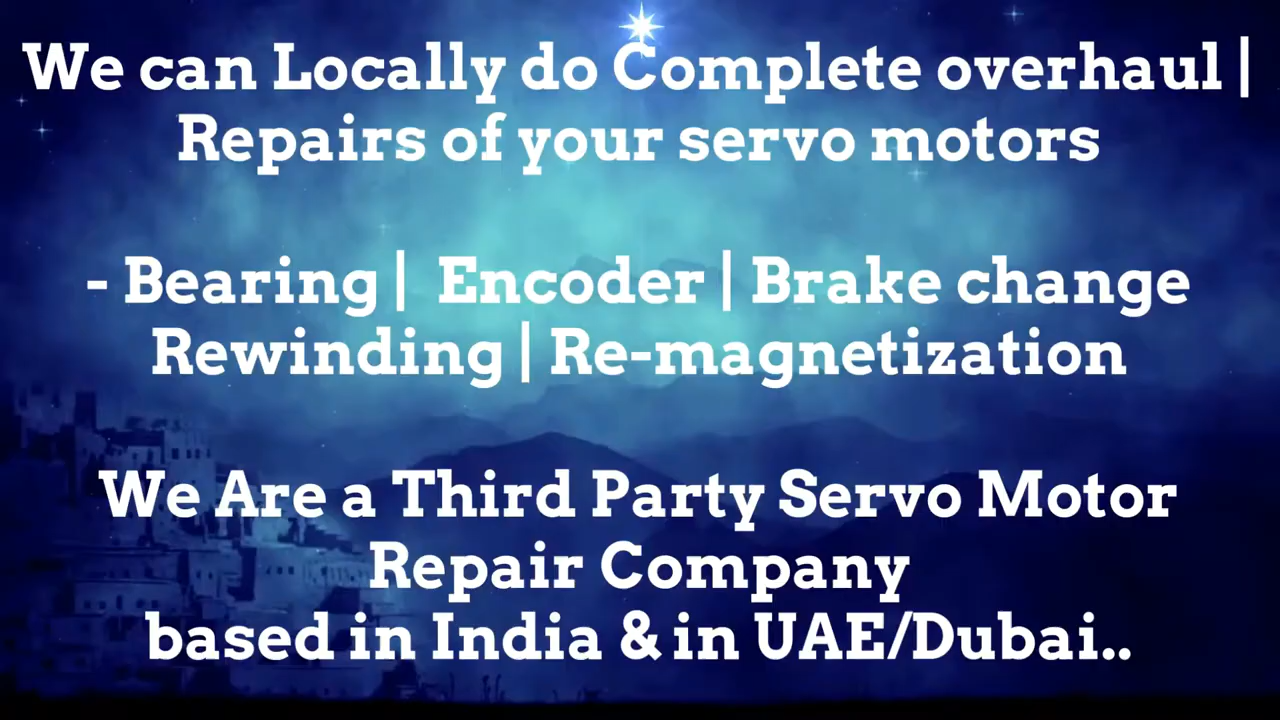 We can Locally do Complete overhaul |
Repairs of your servo motors
- Bearing | Encoder | Brake change
Rewinding | Re-magnetization
We Are a Third Party Servo Motor
Repair Company
based in India & in UAE/Dubai..